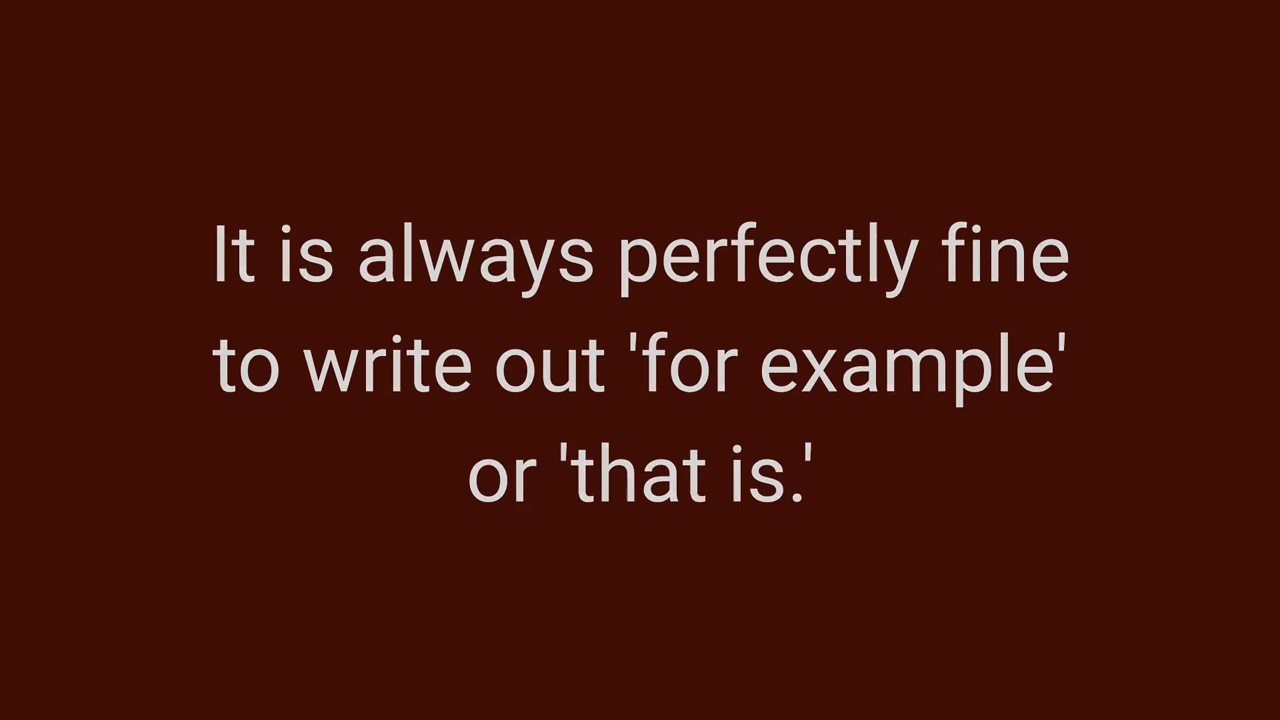 It is always perfectly fine
to write out 'for example'
or 'that is.'